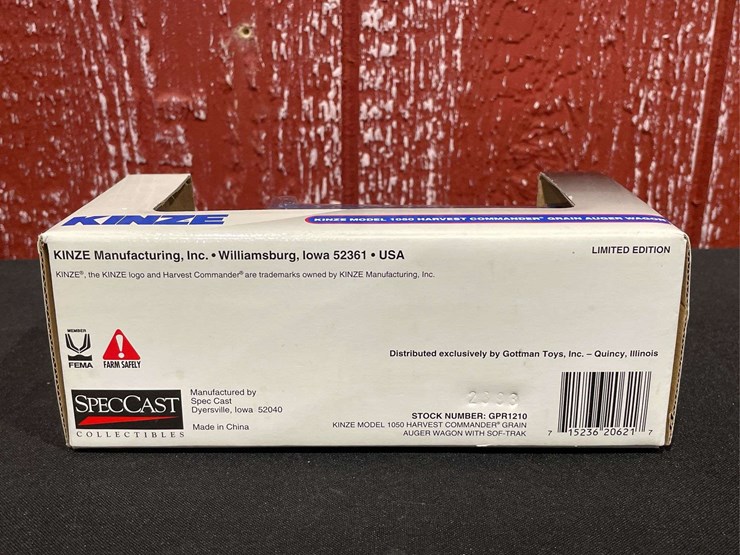 KINZE
KINZE MODEL 1050 HARVEST COMMANDER® GRAIN AUGER WAGON
KINZE Manufacturing, Inc. • Williamsburg, Iowa 52361 • USA
LIMITED EDITION
KINZE®, the KINZE logo and Harvest Commander® are trademarks owned by KINZE Manufacturing, Inc.
MEMBER
FEMA
FARM SAFELY
Distributed exclusively by Gottman Toys, Inc. – Quincy, Illinois
SPECCAST
COLLECTIBLES
Manufactured by
Spec Cast
Dyersville, Iowa 52040
Made in China
STOCK NUMBER: GPR1210
KINZE MODEL 1050 HARVEST COMMANDER® GRAIN
AUGER WAGON WITH SOF-TRAK
7 15236 20621 7